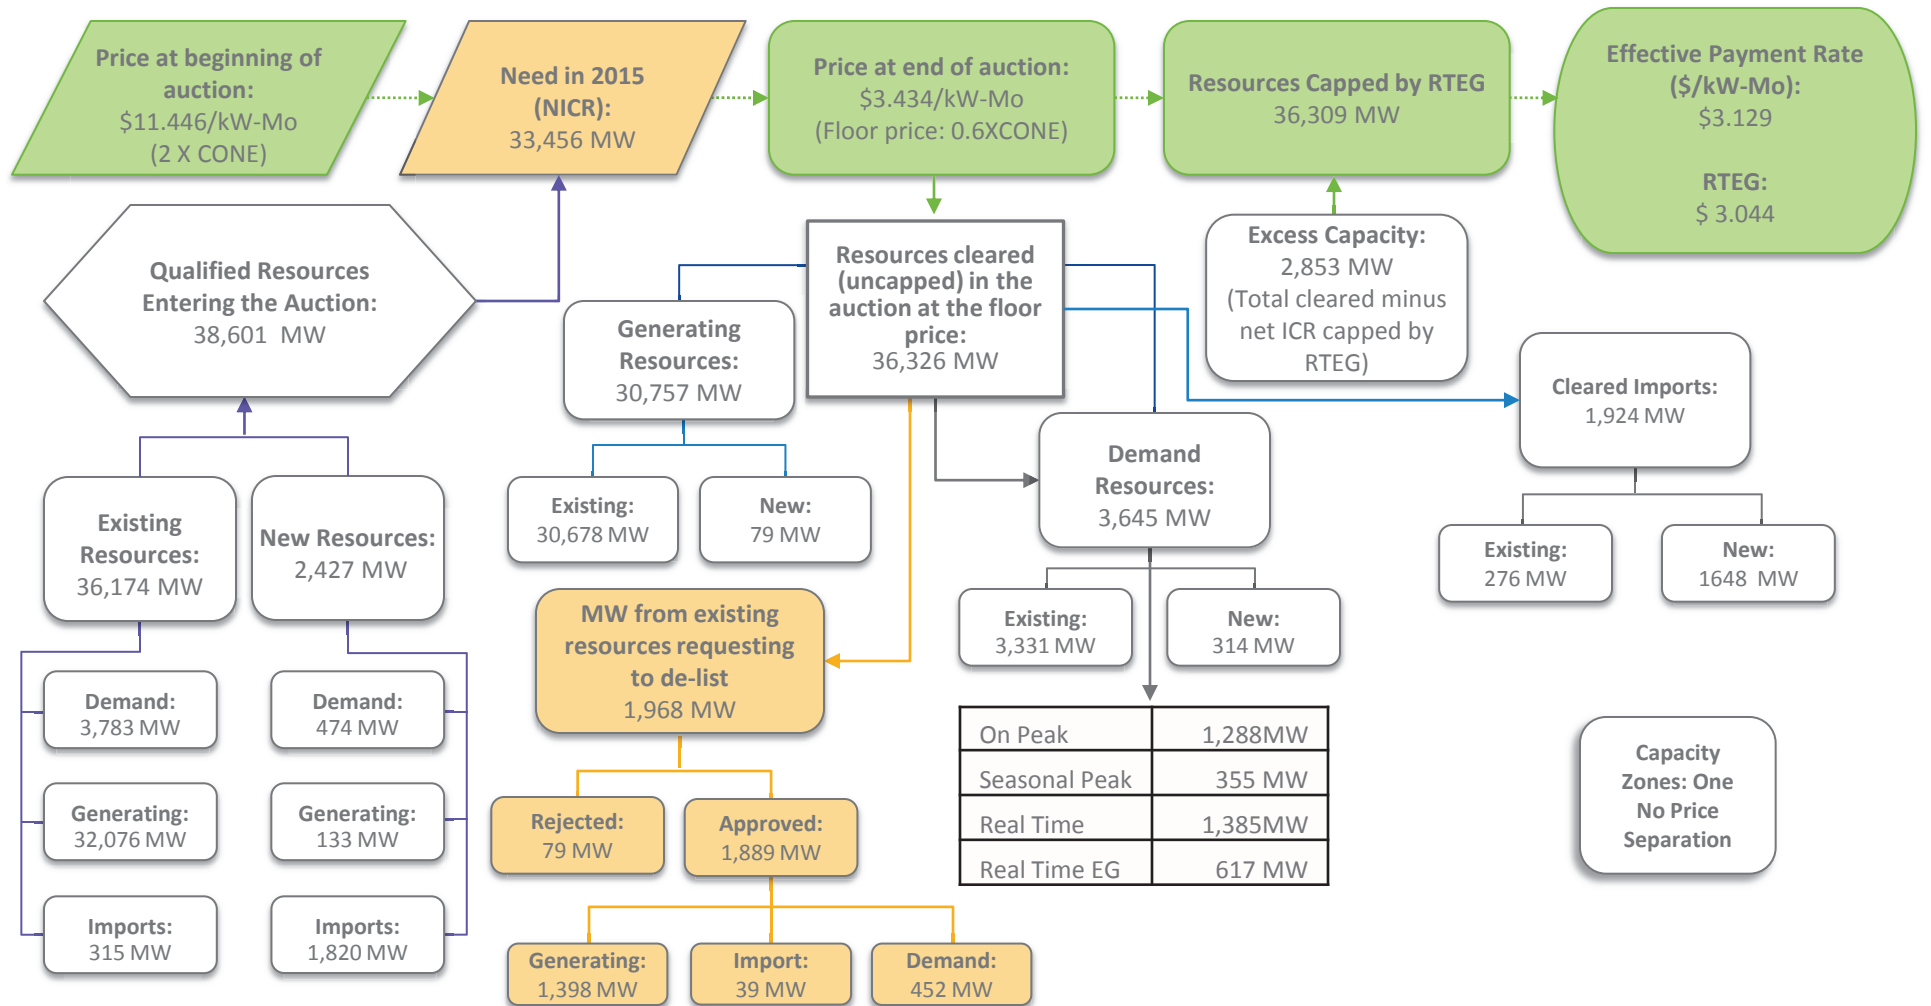 Price at beginning of
auction:
$11.446/kW-Mo
(2 X CONE)
Need in 2015
(NICR):
33,456 MW
Price at end of auction:
$3.434/kW-Mo
(Floor price: 0.6XCONE)
Resources Capped by RTEG
36,309 MW
Effective Payment Rate
($/kW-Mo):
$3.129
RTEG:
$ 3.044
Qualified Resources
Entering the Auction:
38,601 MW
Generating
Resources:
30,757 MW
Resources cleared
(uncapped) in the
auction at the floor
price:
36,326 MW
Excess Capacity:
2,853 MW
(Total cleared minus
net ICR capped by
RTEG)
Cleared Imports:
1,924 MW
Existing
Resources:
36,174 MW
New Resources:
2,427 MW
Existing:
30,678 MW
New:
79 MW
Demand
Resources:
3,645 MW
Existing:
276 MW
New:
1648 MW
MW from existing
resources requesting
to de-list
1,968 MW
Existing:
3,331 MW
New:
314 MW
Demand:
3,783 MW
Demand:
474 MW
Generating:
32,076 MW
Generating:
133 MW
Imports:
315 MW
Imports:
1,820 MW
Rejected:
79 MW
Approved:
1,889 MW
Generating:
1,398 MW
Import:
39 MW
Demand:
452 MW
On Peak 1,288MW
Seasonal Peak 355 MW
Real Time 1,385MW
Real Time EG 617 MW
Capacity
Zones: One
No Price
Separation